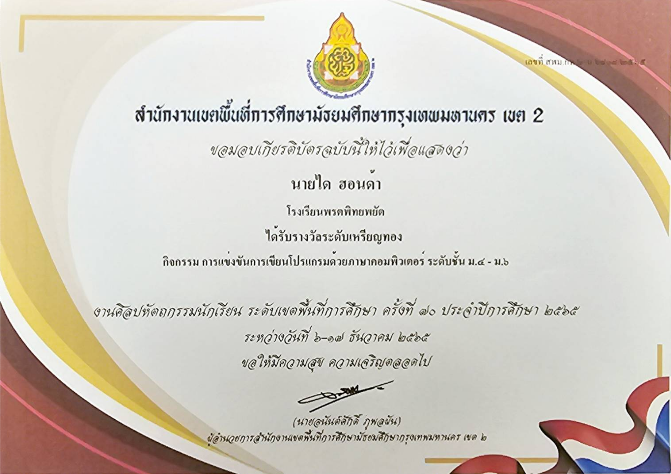 เลขที่ สพม.กท
สำนักงานเขตพื้นที่การศึกษามัธยมศึกษากรุงเทพมหานคร เขต 2
ขอมอบเกียรติบัตรฉบับนี้ให้ไว้เพื่อแสดงว่า
นายได ฮอนด้า
โรงเรียนพรตพิทยพยัต
ได้รับรางวัลระดับเหรียญทอง
กิจกรรม การแข่งขันการเขียนโปรแกรมด้วยภาษาคอมพิวเตอร์ ระดับชั้น ม.๔ - ม.๖
งานศิลปหัตถกรรมนักเรียน ระดับเขตพื้นที่การศึกษา ครั้งที่ ๗๐ ประจำปีการศึกษา ๒๕๖๕
ระหว่างวันที่ ๖-๑๗ ธันวาคม ๒๕๖๕
ขอให้มีความสุข ความเจริญตลอดไป
(นายอนันต์ศักดิ์ ภูพลผัน)
ผู้อำนวยการสำนักงานเขตพื้นที่การศึกษามัธยมศึกษากรุงเทพมหานคร เขต ๒